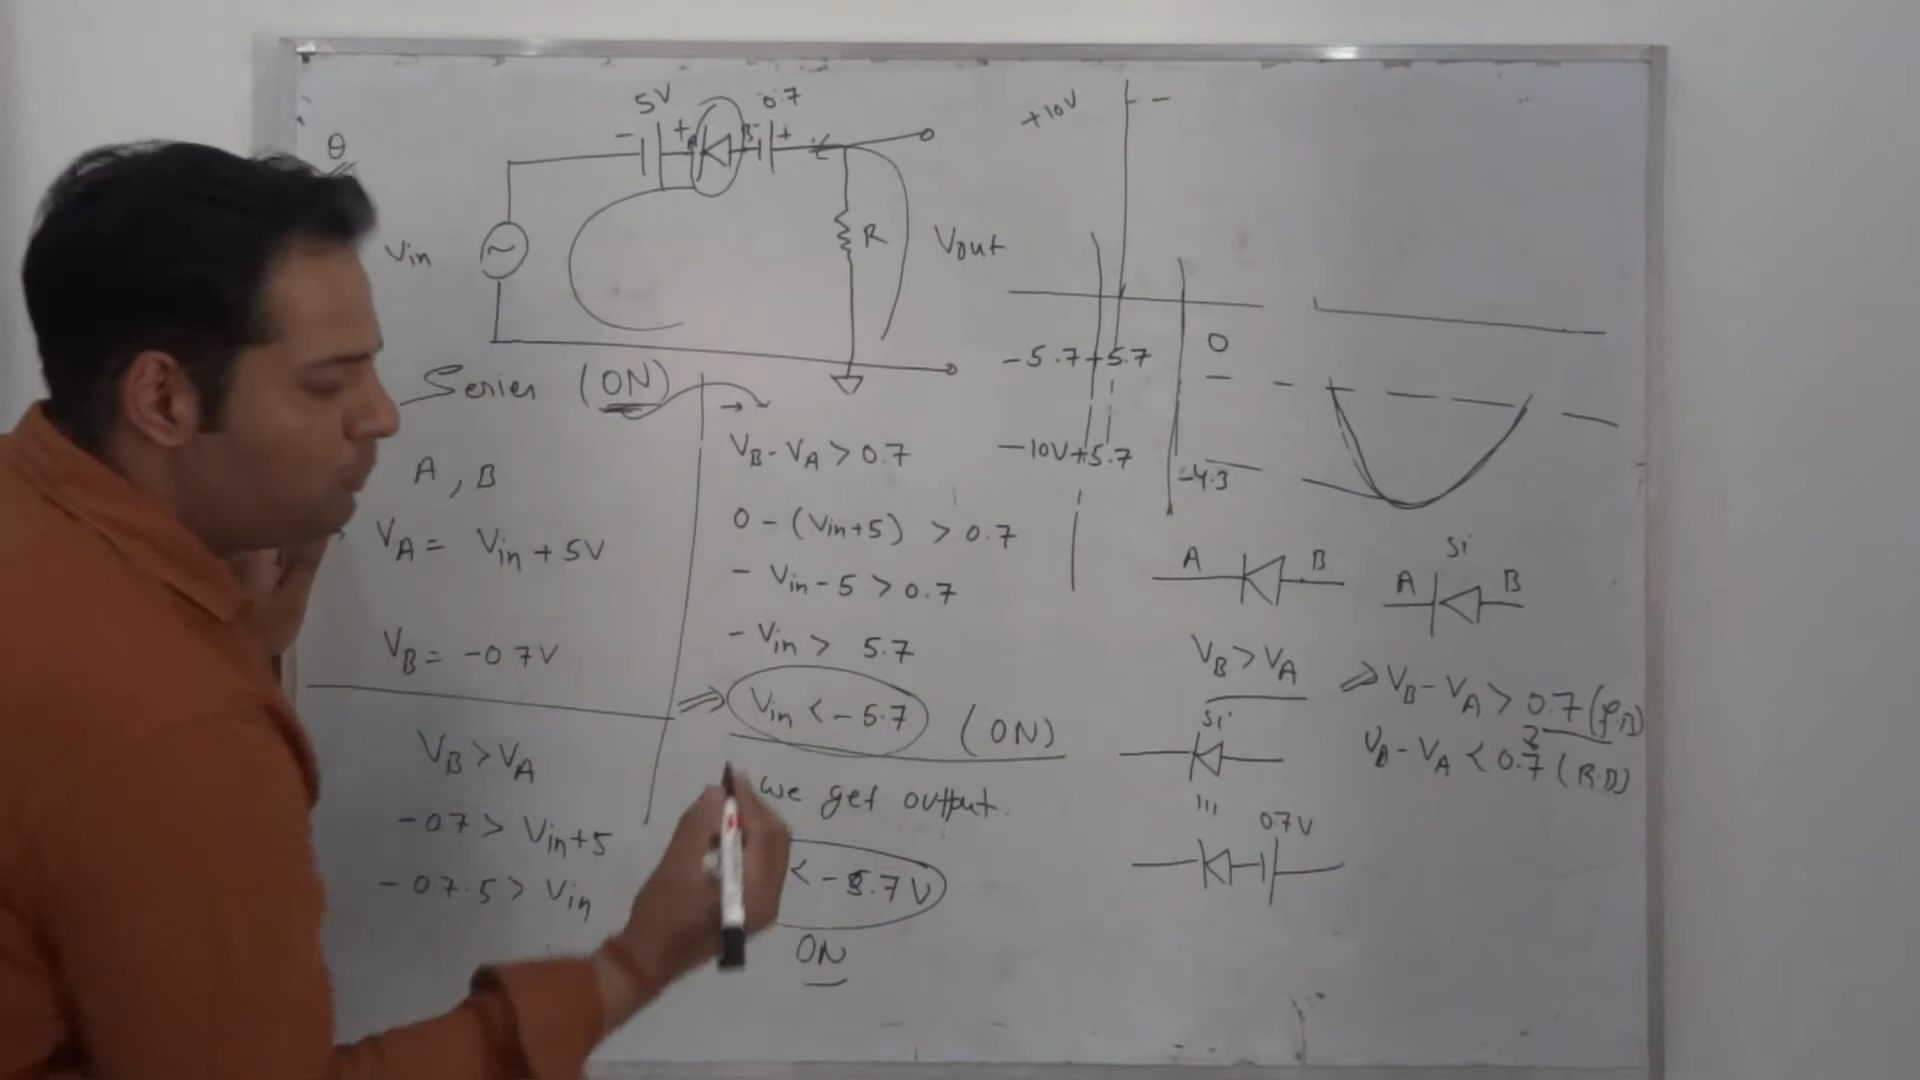 θ
5V
0.7
- + A B - +
Vin
R
Vout
Series (ON)
A, B
VA = Vin + 5V
VB = -0.7V
VB > VA
-0.7 > Vin+5
-0.7-5 > Vin
→
VB - VA > 0.7
0 - (Vin+5) > 0.7
- Vin - 5 > 0.7
- Vin > 5.7
⇒ Vin < -5.7 (ON)
we get output.
< -5.7V
ON
+10V
0
-5.7+5.7
-10V+5.7
-4.3
A B
Si
A B
VB > VA ⇒ VB - VA > 0.7 (F.B)
VB - VA < 0.7 (R.B)
Si
0.7V